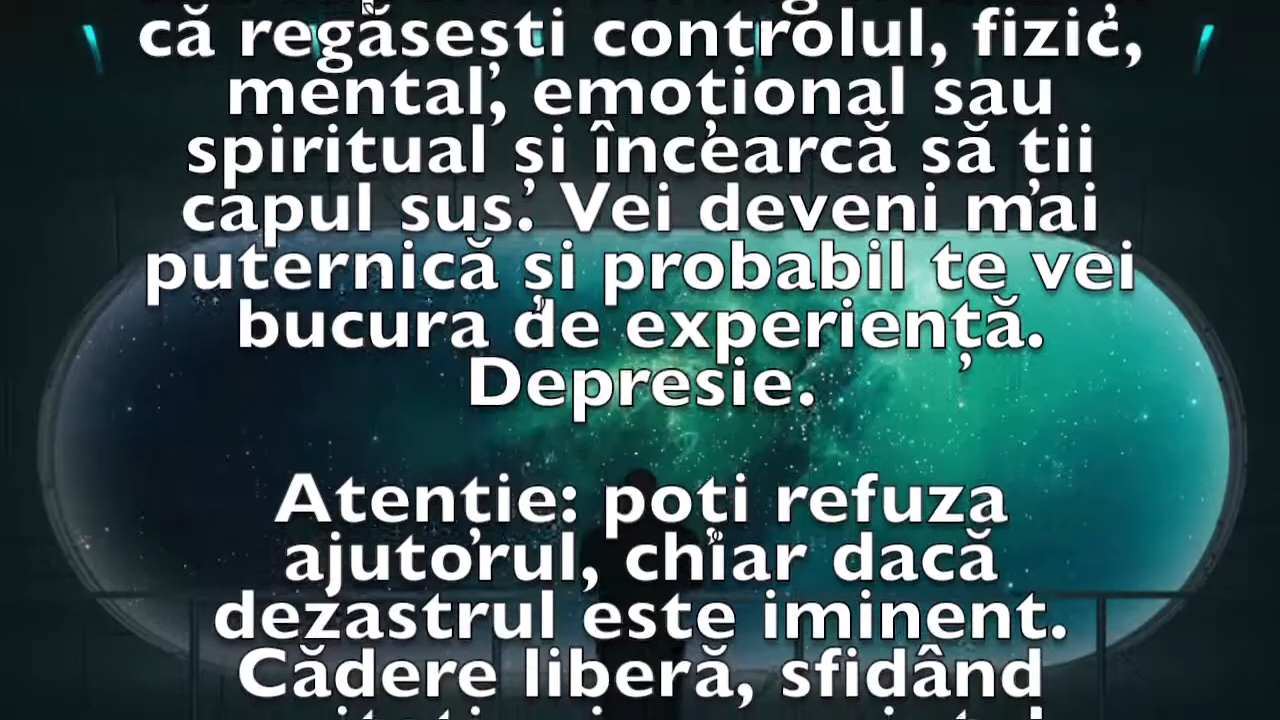 că regăsești controlul, fizic,
mental, emoțional sau
spiritual și încearcă să ții
capul sus. Vei deveni mai
puternică și probabil te vei
bucura de experiență.
Depresie.
Atenție: poți refuza
ajutorul, chiar dacă
dezastrul este iminent.
Cădere liberă, sfidând